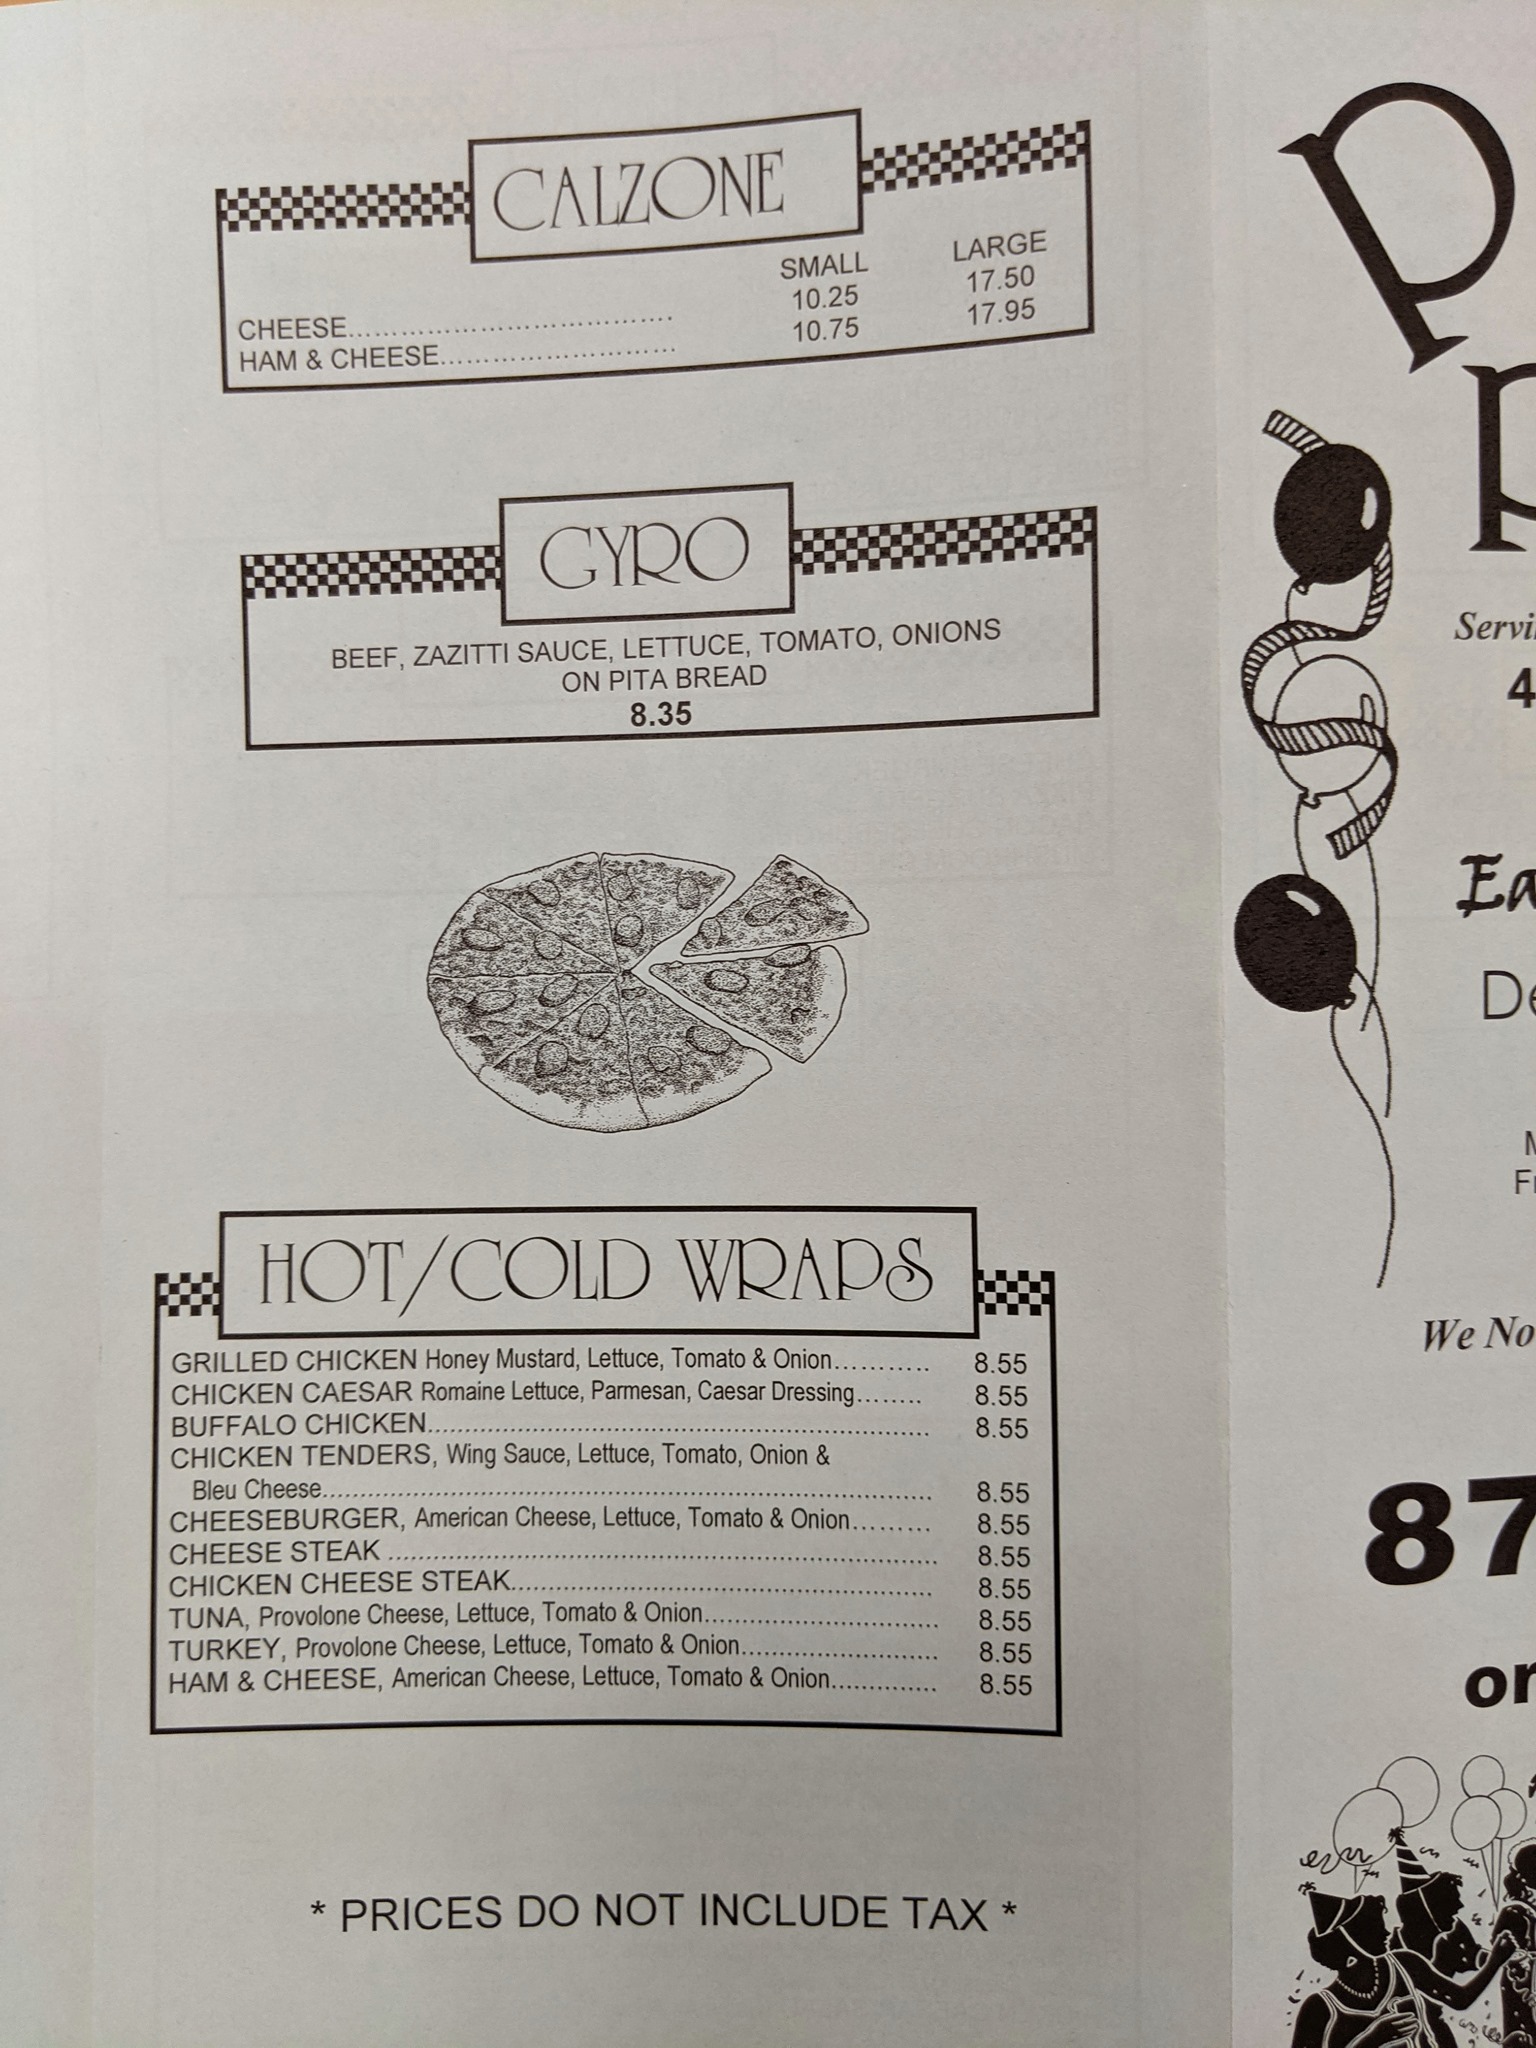 CALZONE
SMALL LARGE
CHEESE........................................ 10.25 17.50
HAM & CHEESE............................ 10.75 17.95
GYRO
BEEF, ZAZITTI SAUCE, LETTUCE, TOMATO, ONIONS
ON PITA BREAD
8.35
HOT/COLD WRAPS
GRILLED CHICKEN Honey Mustard, Lettuce, Tomato & Onion........... 8.55
CHICKEN CAESAR Romaine Lettuce, Parmesan, Caesar Dressing........ 8.55
BUFFALO CHICKEN.................................................................................... 8.55
CHICKEN TENDERS, Wing Sauce, Lettuce, Tomato, Onion &
Bleu Cheese.................................................................................................... 8.55
CHEESEBURGER, American Cheese, Lettuce, Tomato & Onion......... 8.55
CHEESE STEAK ......................................................................................... 8.55
CHICKEN CHEESE STEAK..................................................................... 8.55
TUNA, Provolone Cheese, Lettuce, Tomato & Onion...................................... 8.55
TURKEY, Provolone Cheese, Lettuce, Tomato & Onion................................ 8.55
HAM & CHEESE, American Cheese, Lettuce, Tomato & Onion.............. 8.55
* PRICES DO NOT INCLUDE TAX *
We No
87
or